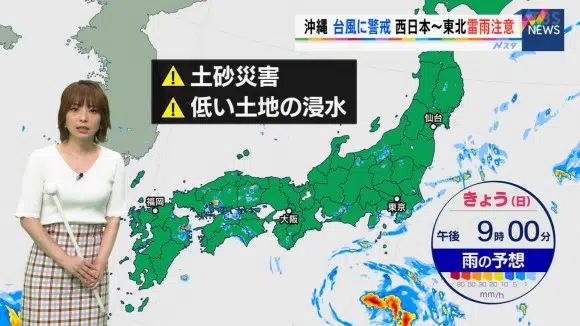 沖縄 台風に警戒 西日本～東北雷雨注意
Nスタ
NEWS
⚠ 土砂災害
⚠ 低い土地の浸水
仙台
福岡
大阪
東京
きょう(日)
午後 9時00分
雨の予想
80 50 30 20 10 5 1
mm/h